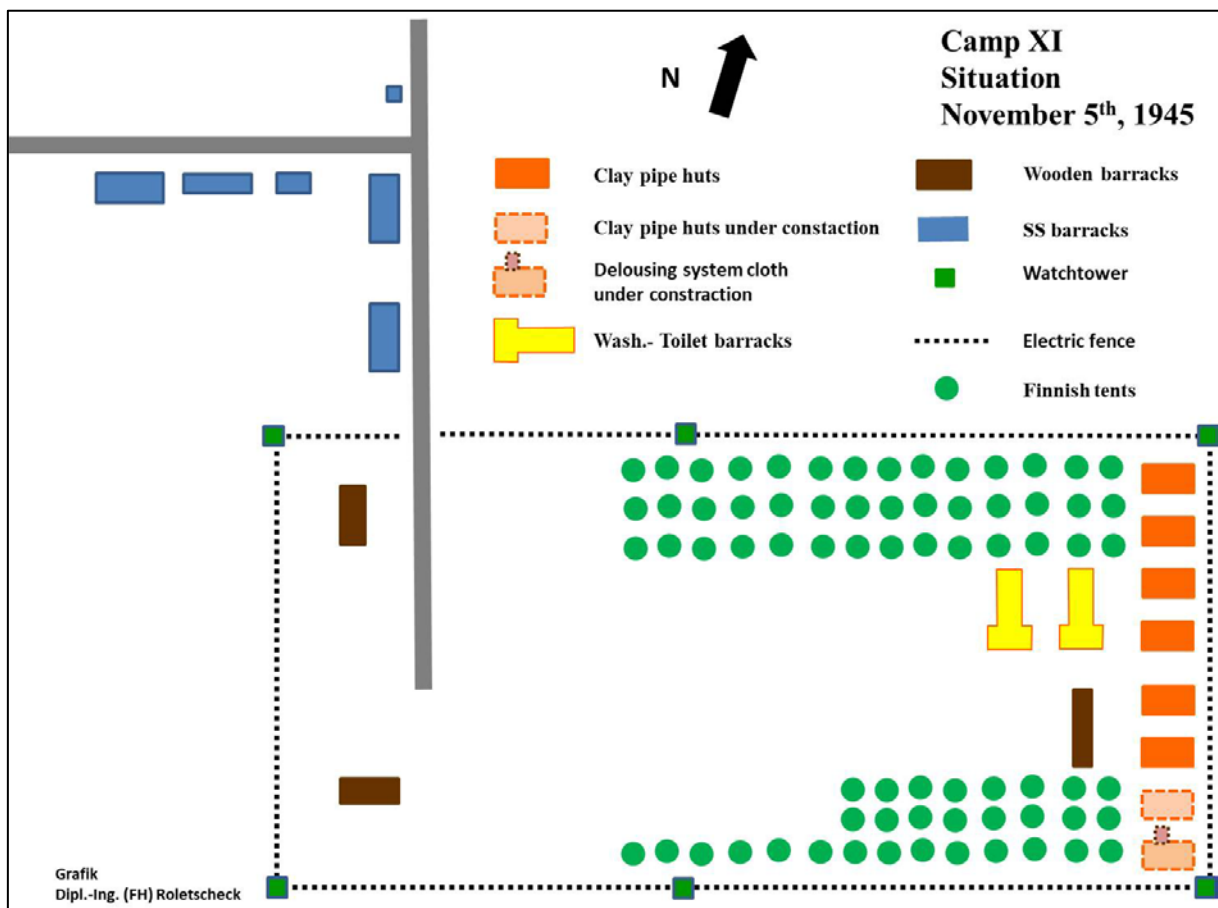 Camp XI
Situation
November 5th, 1945
N
Clay pipe huts
Clay pipe huts under constaction
Delousing system cloth
under constraction
Wash.- Toilet barracks
Wooden barracks
SS barracks
Watchtower
Electric fence
Finnish tents
Grafik
Dipl.-Ing. (FH) Roletscheck